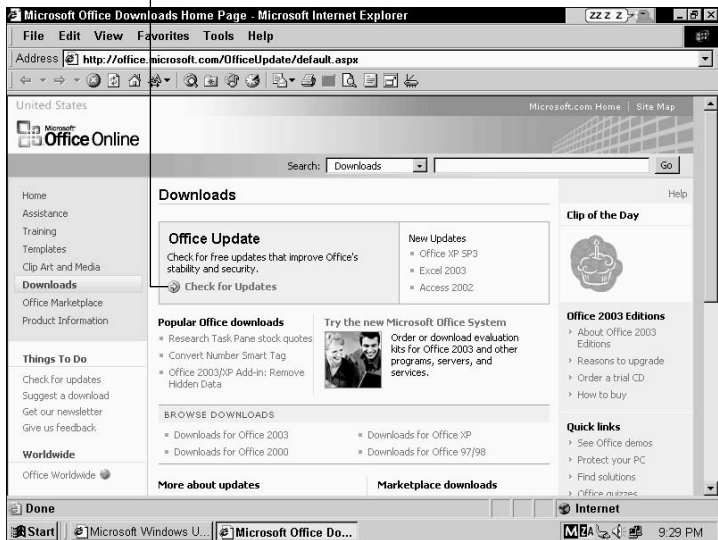 Microsoft Office Downloads Home Page - Microsoft Internet Explorer
ZZ Z Z
File Edit View Favorites Tools Help
Address http://office.microsoft.com/OfficeUpdate/default.aspx
United States
Microsoft.com Home | Site Map
Microsoft
Office Online
Search: Downloads Go
Home
Assistance
Training
Templates
Clip Art and Media
Downloads
Office Marketplace
Product Information
Things To Do
Check for updates
Suggest a download
Get our newsletter
Give us feedback
Worldwide
Office Worldwide
Downloads
Help
Office Update
Check for free updates that improve Office's
stability and security.
Check for Updates
New Updates
Office XP SP3
Excel 2003
Access 2002
Popular Office downloads
Research Task Pane stock quotes
Convert Number Smart Tag
Office 2003/XP Add-in: Remove
Hidden Data
Try the new Microsoft Office System
Order or download evaluation
kits for Office 2003 and other
programs, servers, and
services.
BROWSE DOWNLOADS
Downloads for Office 2003
Downloads for Office XP
Downloads for Office 2000
Downloads for Office 97/98
More about updates
Marketplace downloads
Clip of the Day
Office 2003 Editions
About Office 2003
Editions
Reasons to upgrade
Order a trial CD
How to buy
Quick links
See Office demos
Protect your PC
Find solutions
Office quizzes
Done
Internet
Start
Microsoft Windows U...
Microsoft Office Do...
9:29 PM